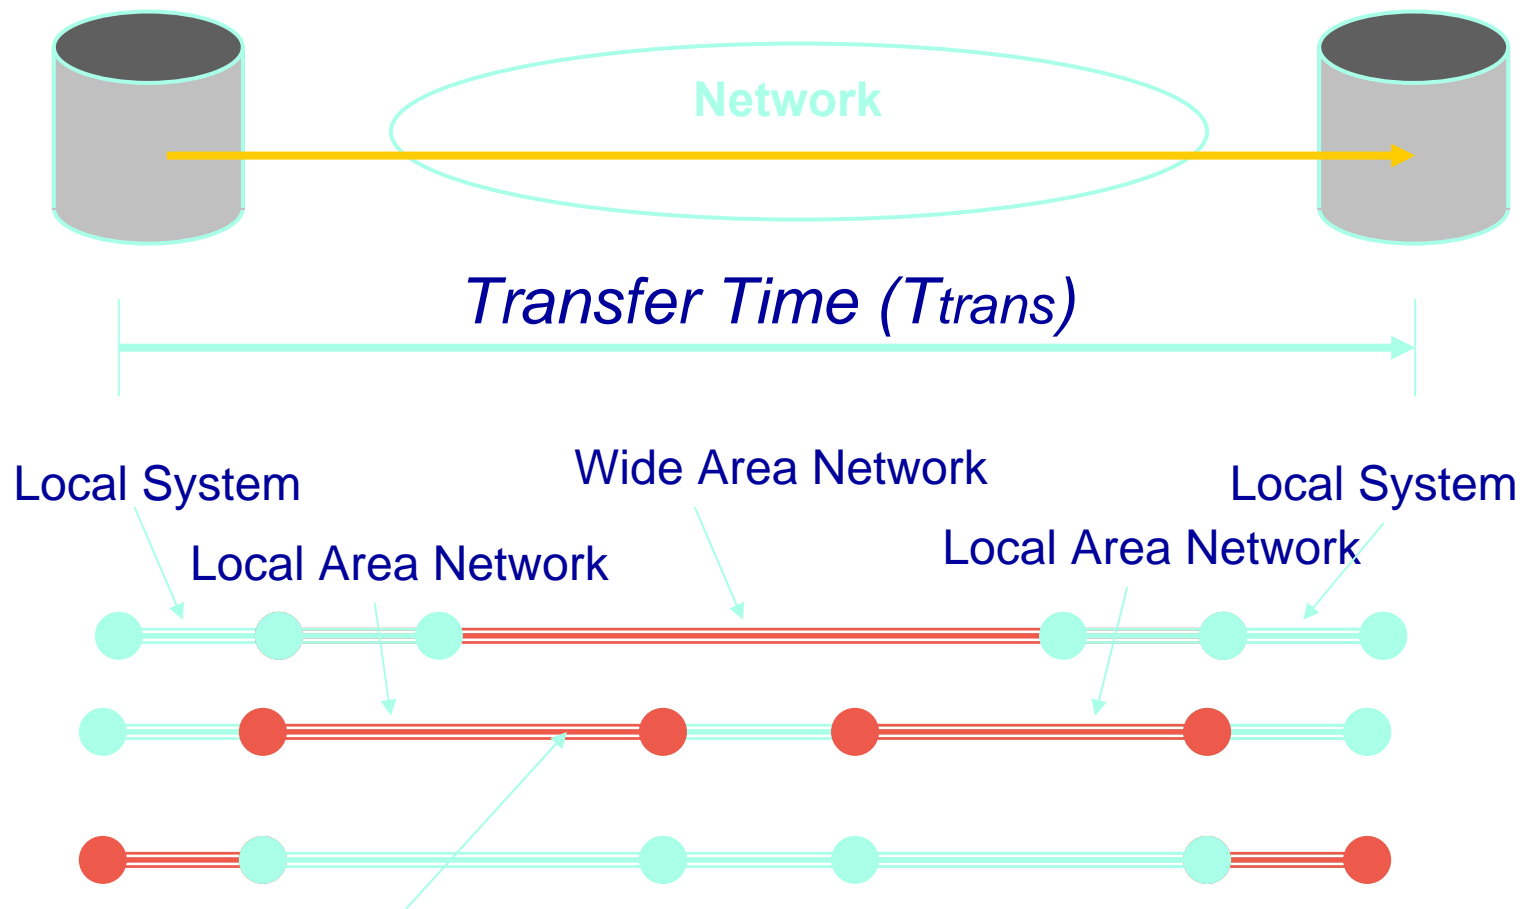 Network
Transfer Time (Ttrans)
Wide Area Network
Local System
Local System
Local Area Network
Local Area Network